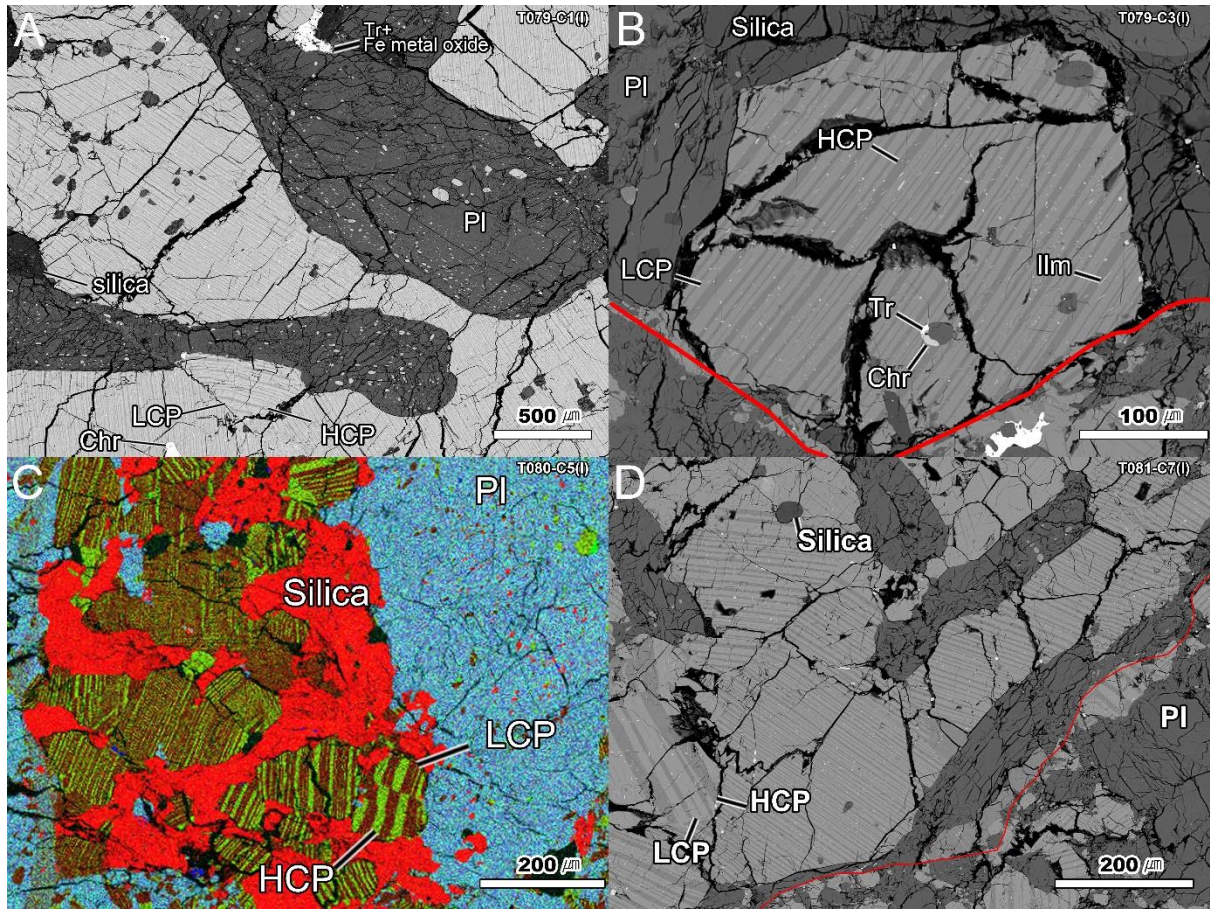 A
T079-C1(I)
Tr+
Fe metal oxide
Pl
silica
LCP
HCP
Chr
500 ㎛
B
T079-C3(I)
Silica
Pl
HCP
LCP
Ilm
Tr
Chr
100 ㎛
C
T080-C5(I)
Pl
Silica
LCP
HCP
200 ㎛
D
T081-C7(I)
Silica
Pl
HCP
LCP
200 ㎛